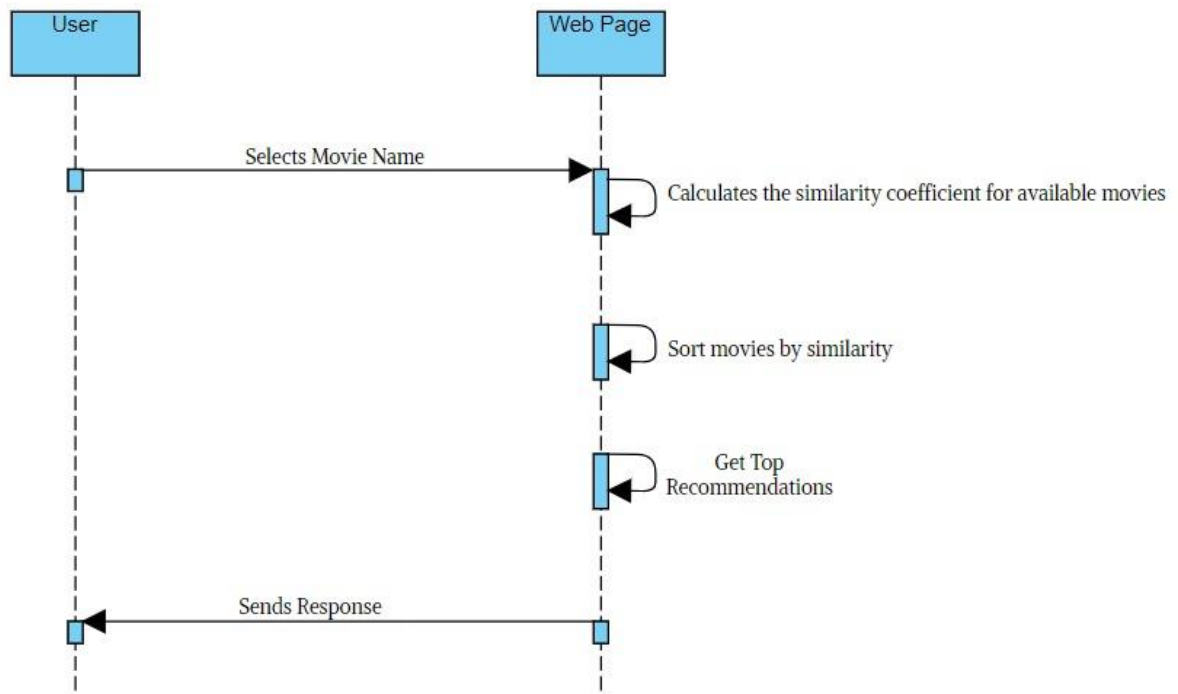 User
Web Page
Selects Movie Name
Calculates the similarity coefficient for available movies
Sort movies by similarity
Get Top
Recommendations
Sends Response